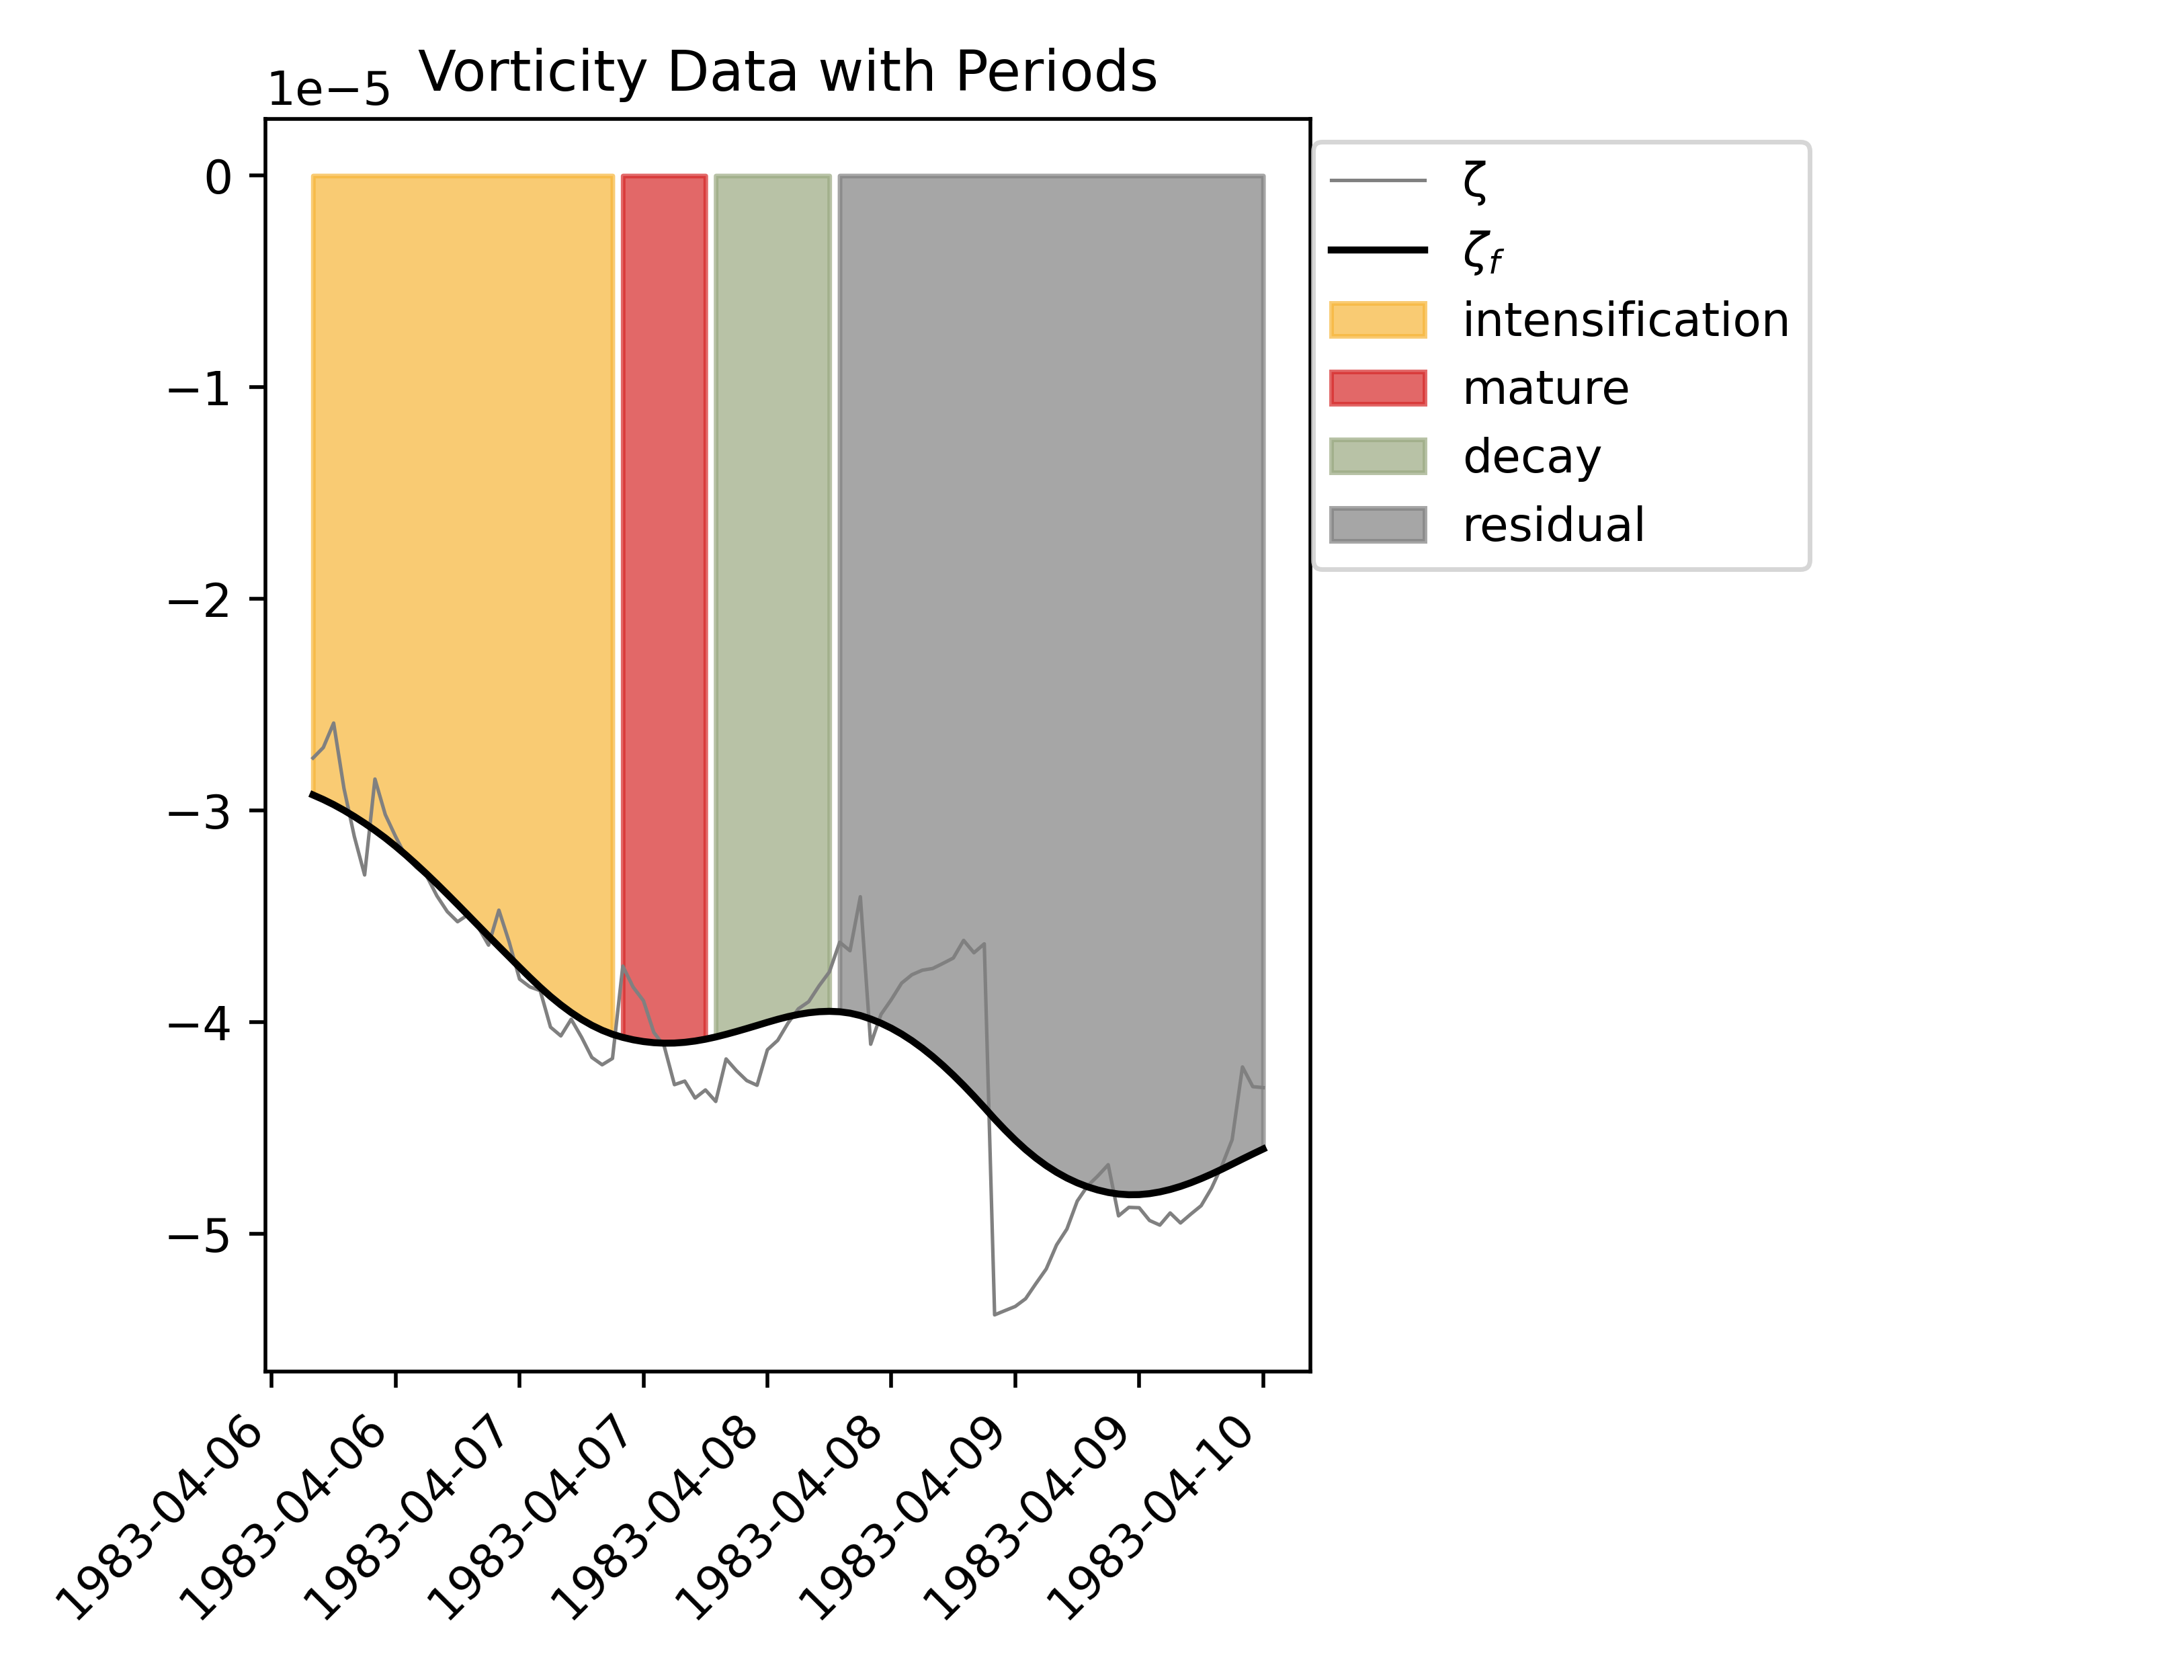 Vorticity Data with Periods
1e−5
0
−1
−2
−3
−4
−5
1983-04-06
1983-04-06
1983-04-07
1983-04-07
1983-04-08
1983-04-08
1983-04-09
1983-04-09
1983-04-10
ζ
ζf
intensification
mature
decay
residual